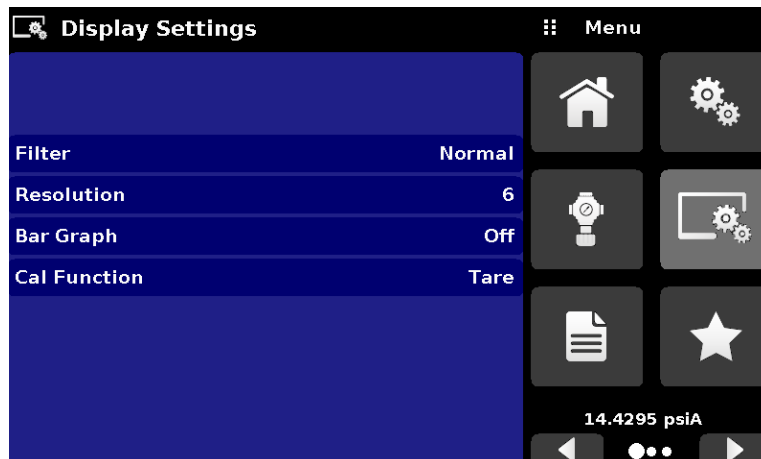 Display Settings
Menu
Filter Normal
Resolution 6
Bar Graph Off
Cal Function Tare
14.4295 psiA